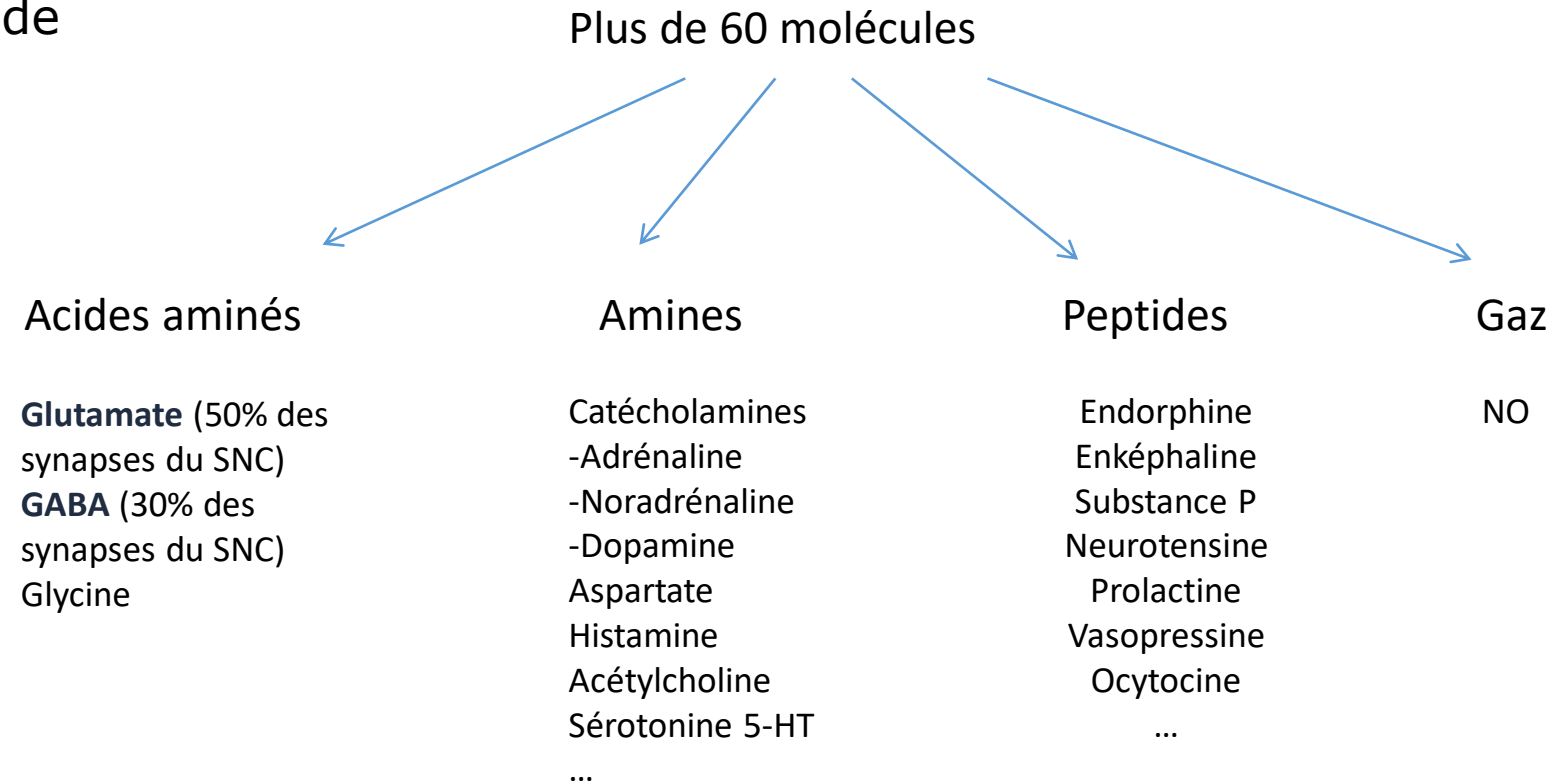 de
Plus de 60 molécules
Acides aminés
Glutamate (50% des
synapses du SNC)
GABA (30% des
synapses du SNC)
Glycine
Amines
Catécholamines
-Adrénaline
-Noradrénaline
-Dopamine
Aspartate
Histamine
Acétylcholine
Sérotonine 5-HT
...
Peptides
Endorphine
Enképhaline
Substance P
Neurotensine
Prolactine
Vasopressine
Ocytocine
...
Gaz
NO